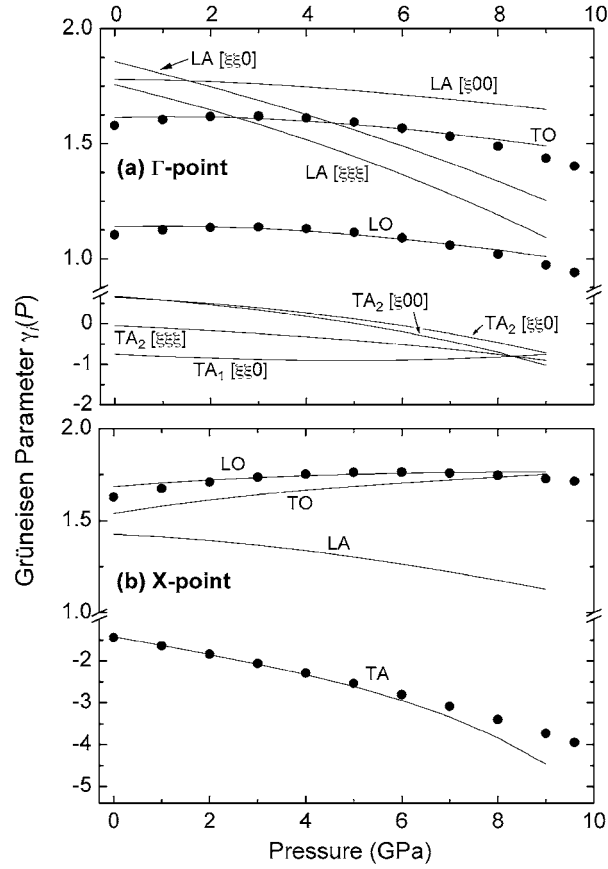 0 2 4 6 8 10
2.0
LA [ξξ0]
LA [ξ00]
TO
1.5
(a) Γ-point
LA [ξξξ]
LO
1.0
TA₂ [ξ00]
0
TA₂ [ξξ0]
TA₂ [ξξξ]
-1
TA₁ [ξξ0]
-2
Grüneisen Parameter γᵢ(P)
2.0
LO
TO
1.5
LA
(b) X-point
1.0
TA
-2
-3
-4
-5
0 2 4 6 8 10
Pressure (GPa)